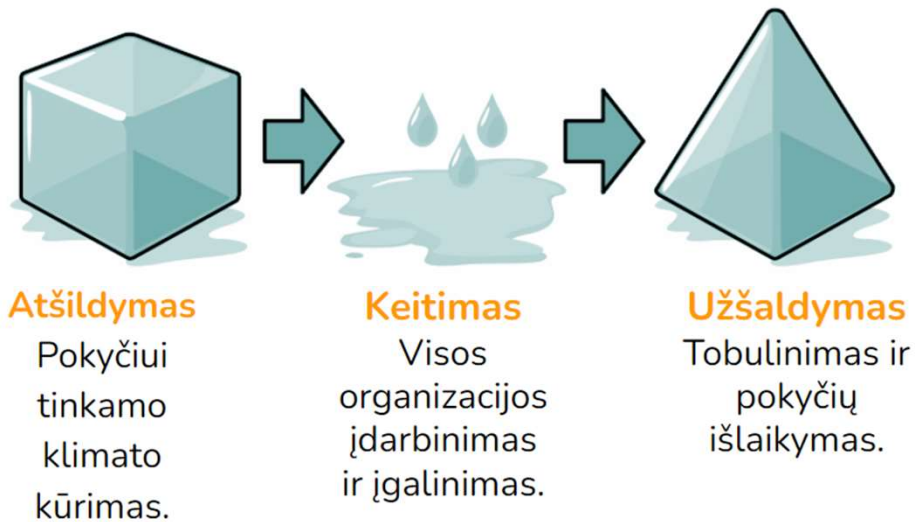 Atšildymas
Pokyčiui
tinkamo
klimato
kūrimas.
Keitimas
Visos
organizacijos
įdarbinimas
ir įgalinimas.
Užšaldymas
Tobulinimas ir
pokyčių
išlaikymas.